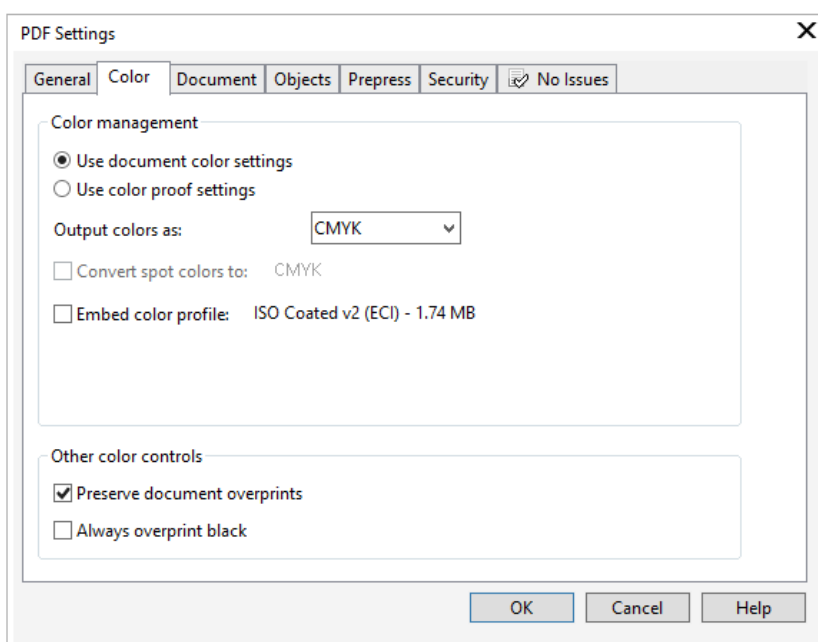 PDF Settings
General Color Document Objects Prepress Security No Issues
Color management
Use document color settings
Use color proof settings
Output colors as: CMYK
Convert spot colors to: CMYK
Embed color profile: ISO Coated v2 (ECI) - 1.74 MB
Other color controls
Preserve document overprints
Always overprint black
OK Cancel Help